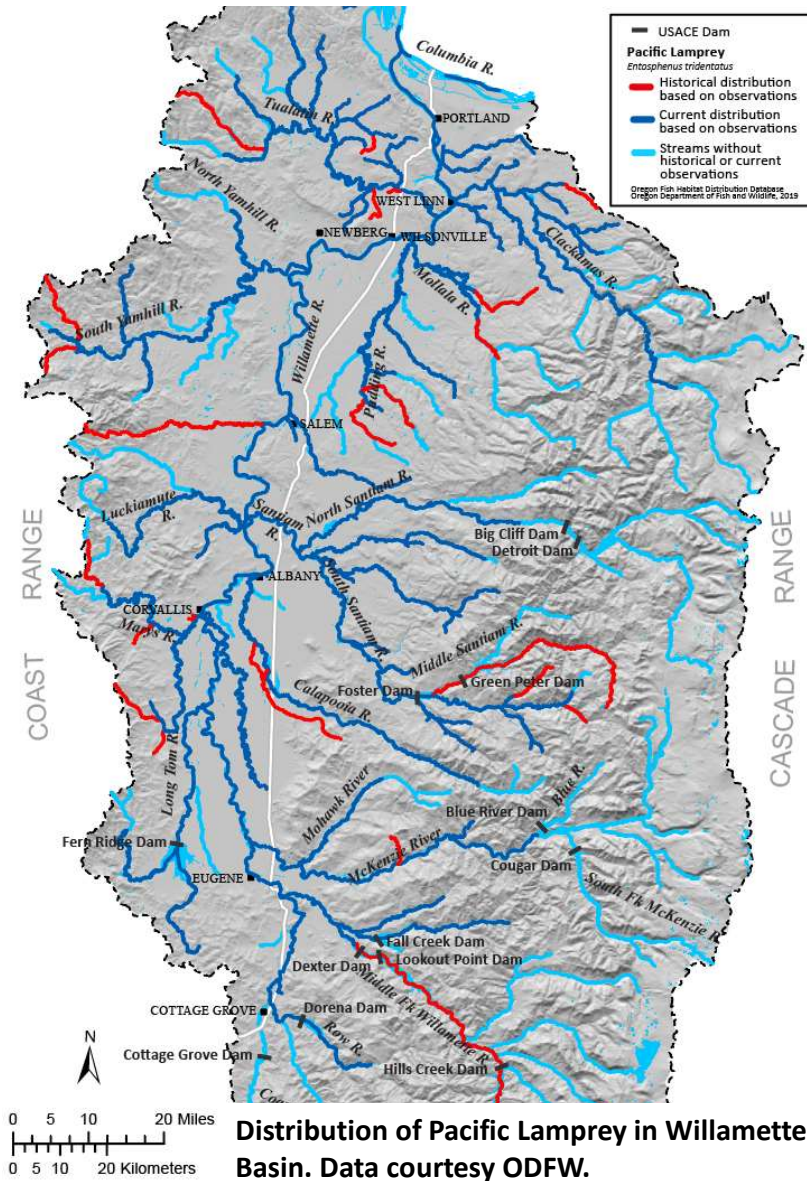 Columbia R.
USACE Dam
Pacific Lamprey
Entosphenus tridentatus
Historical distribution
based on observations
Current distribution
based on observations
Streams without
historical or current
observations
Oregon Fish Habitat Distribution Database
Oregon Department of Fish and Wildlife, 2019
Tualatin R.
PORTLAND
North Yamhill R.
WEST LINN
NEWBERG
WILSONVILLE
Clackamas R.
Mollala R.
South Yamhill R.
Willamette R.
Pudding R.
SALEM
Luckiamute
R.
Santiam
R.
North Santiam R.
Big Cliff Dam
Detroit Dam
COAST RANGE
CASCADE RANGE
ALBANY
CORVALLIS
Marys R.
South Santiam R.
Middle Santiam R.
Green Peter Dam
Foster Dam
Calapooia R.
Long Tom R.
Mohawk River
Blue R.
Blue River Dam
Fern Ridge Dam
McKenzie River
Cougar Dam
EUGENE
South Fk McKenzie R.
Fall Creek Dam
Dexter Dam
Lookout Point Dam
Middle Fk Willamette R.
COTTAGE GROVE
Dorena Dam
Row R.
N
Cottage Grove Dam
Hills Creek Dam
0 5 10 20 Miles
0 5 10 20 Kilometers
Distribution of Pacific Lamprey in Willamette
Basin. Data courtesy ODFW.